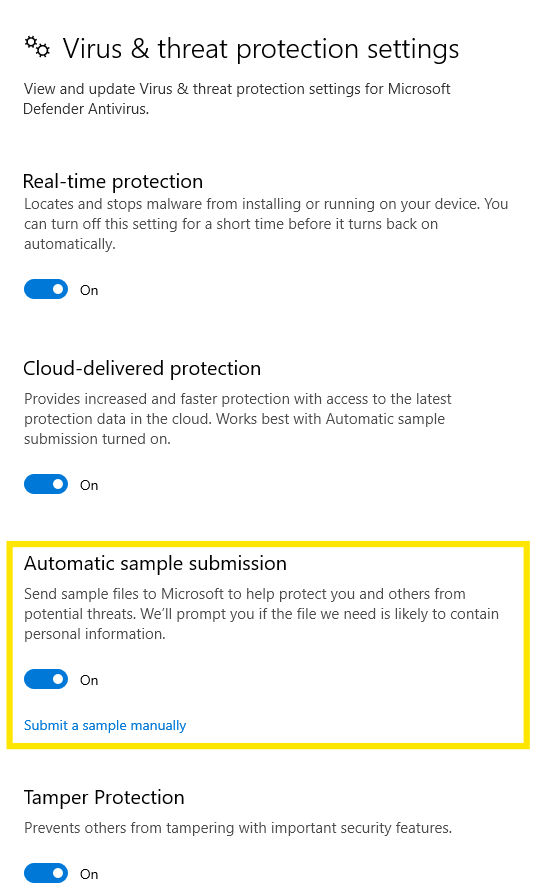 Virus & threat protection settings
View and update Virus & threat protection settings for Microsoft
Defender Antivirus.
Real-time protection
Locates and stops malware from installing or running on your device. You
can turn off this setting for a short time before it turns back on
automatically.
On
Cloud-delivered protection
Provides increased and faster protection with access to the latest
protection data in the cloud. Works best with Automatic sample
submission turned on.
On
Automatic sample submission
Send sample files to Microsoft to help protect you and others from
potential threats. We’ll prompt you if the file we need is likely to contain
personal information.
On
Submit a sample manually
Tamper Protection
Prevents others from tampering with important security features.
On